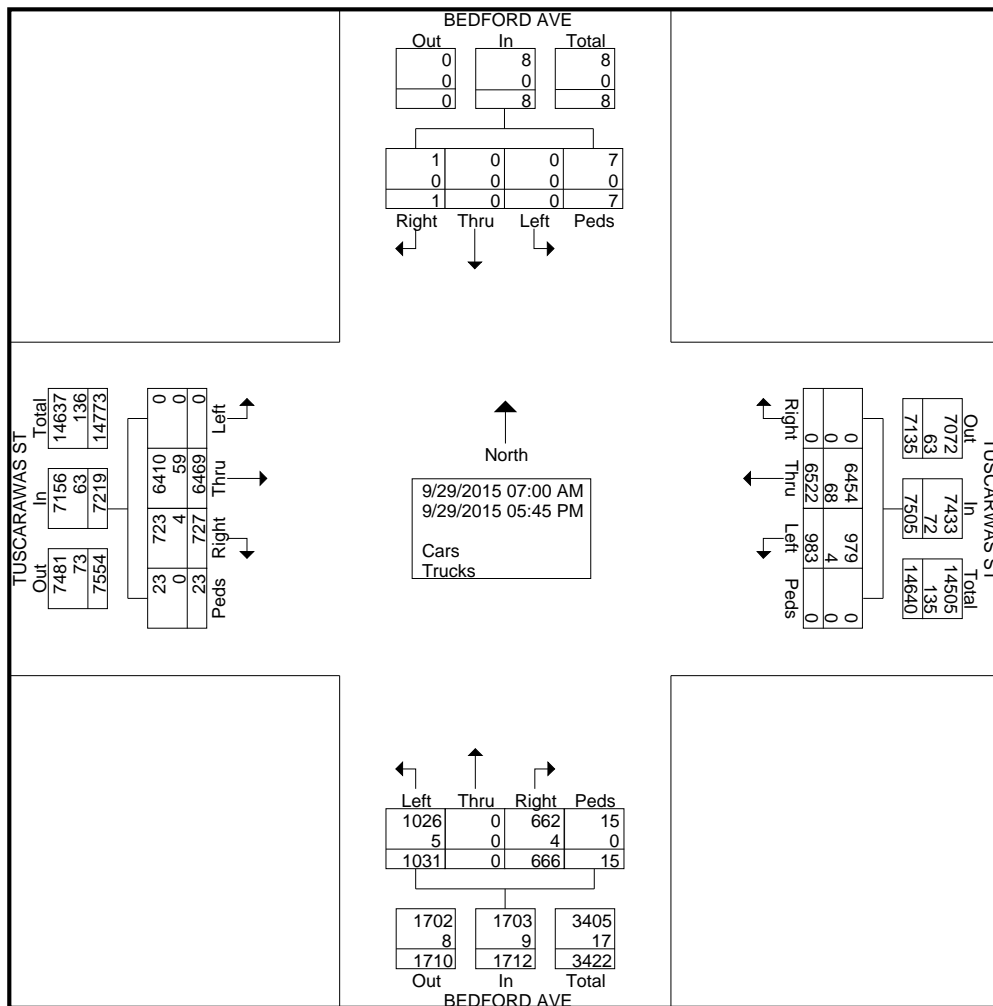 BEDFORD AVE
Out In Total
0 8 8
0 0 0
0 8 8
1 0 0 7
0 0 0 0
1 0 0 7
Right Thru Left Peds
TUSCARAWAS ST
Total In Out
14637 7156 7481
136 63 73
14773 7219 7554
0 6410 723 23
0 59 4 0
0 6469 727 23
Left Thru Right Peds
North
9/29/2015 07:00 AM
9/29/2015 05:45 PM
Cars
Trucks
Right Thru Left Peds
0 6454 979 0
0 68 4 0
0 6522 983 0
Out In Total
7072 7433 14505
63 72 135
7135 7505 14640
TUSCARWAS ST
Left Thru Right Peds
1026 0 662 15
5 0 4 0
1031 0 666 15
1702 1703 3405
8 9 17
1710 1712 3422
Out In Total
BEDFORD AVE